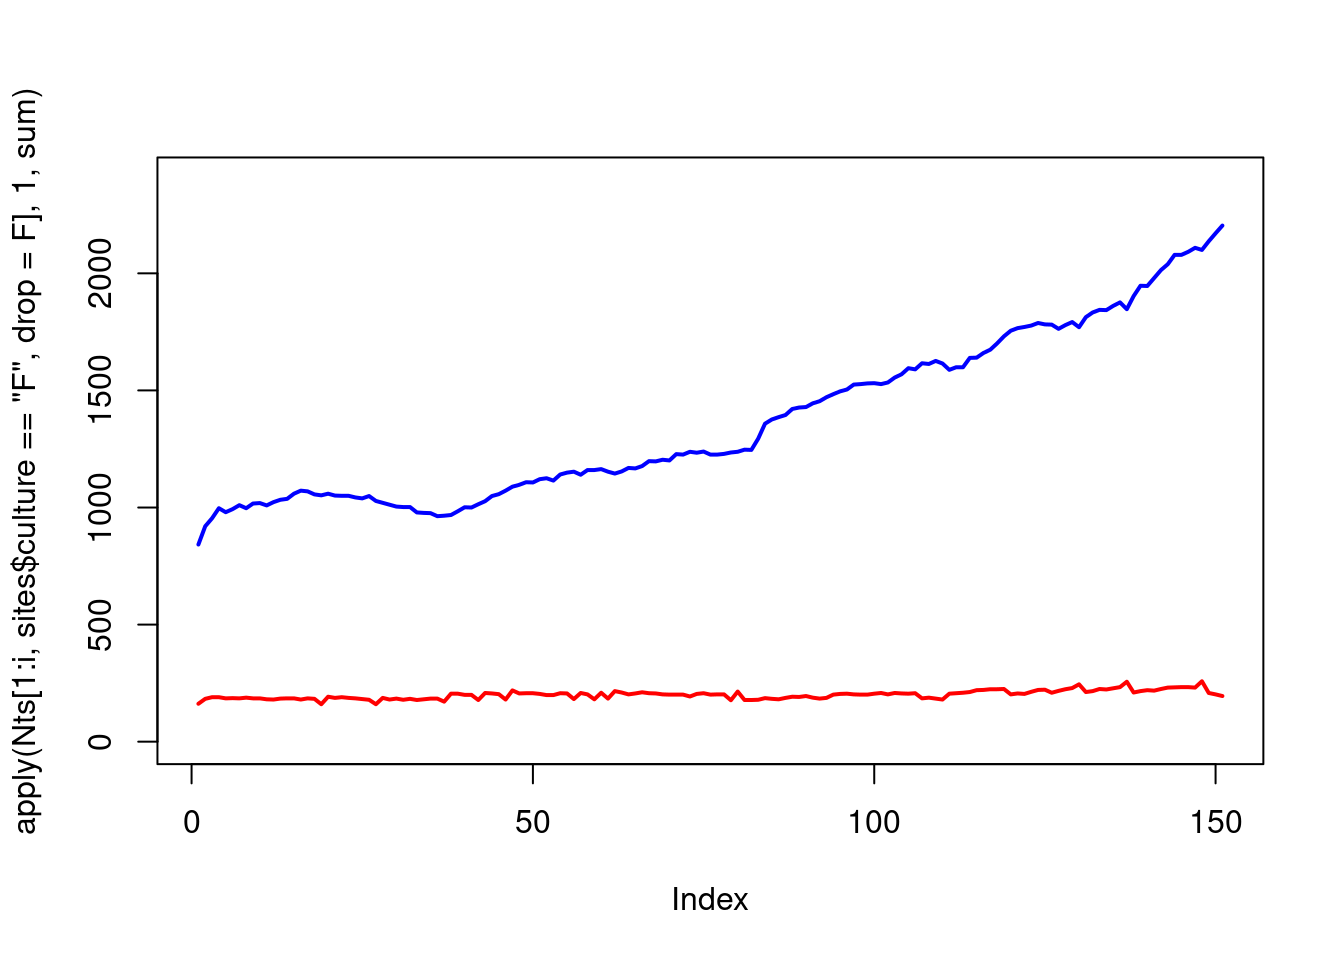 apply(Nts[1:i, sites$culture == "F", drop = F], 1, sum)
2000
1500
1000
500
0
0 50 100 150
Index